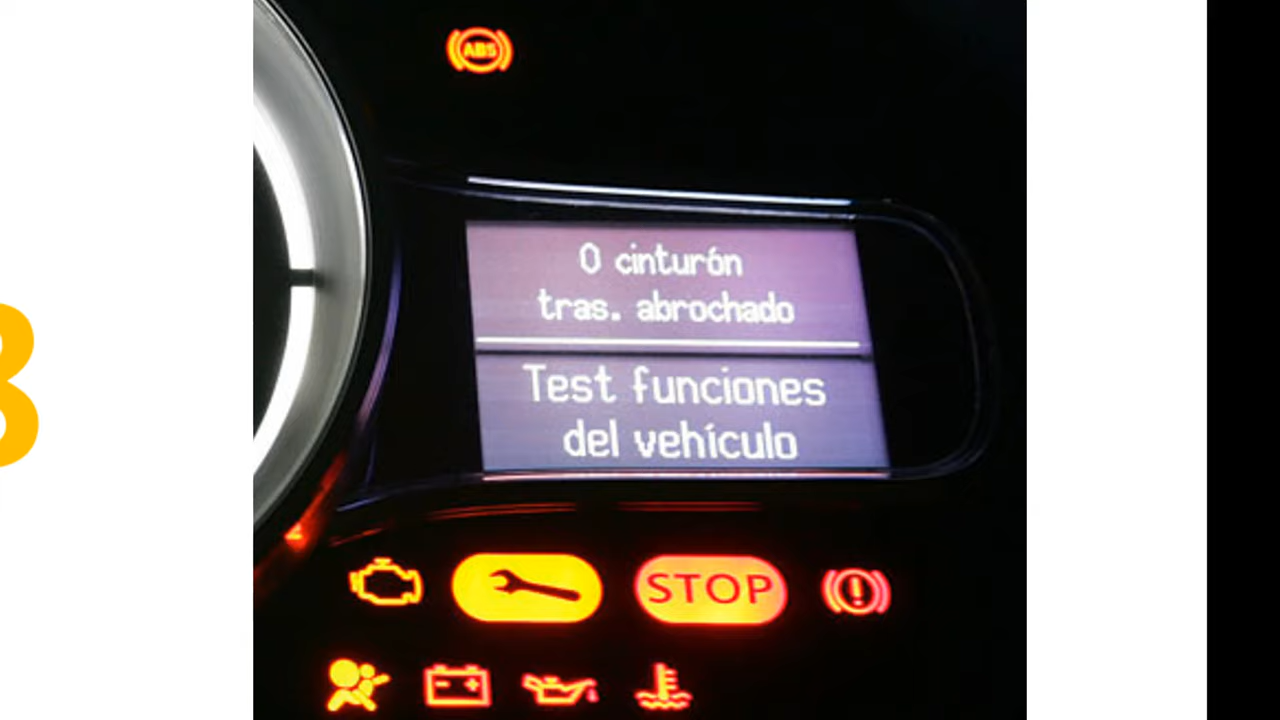 ABS
0 cinturón
tras. abrochado
Test funciones
del vehículo
STOP